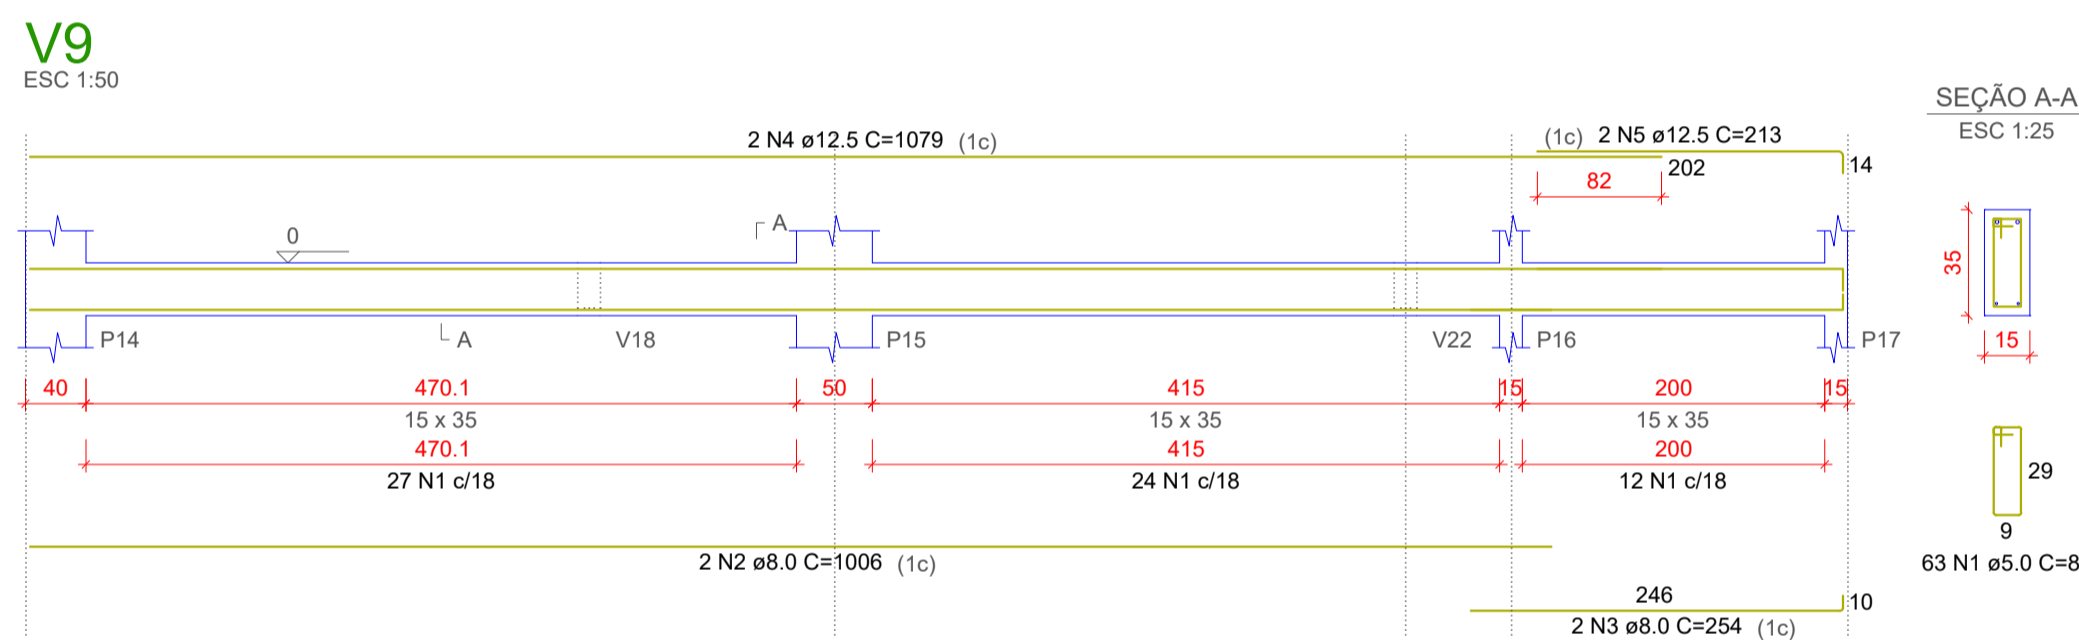 V9
ESC 1:50
SEÇÃO A-A
ESC 1:25
2 N4 ø12.5 C=1079 (1c)
(1c) 2 N5 ø12.5 C=213
14
202
82
0
A
35
15
P14
A
V18
P15
V22
P16
P17
40 470.1 50 415 15 200 15
15 x 35 15 x 35 15 x 35
470.1 415 200
27 N1 c/18 24 N1 c/18 12 N1 c/18
29
9
63 N1 ø5.0 C=8
2 N2 ø8.0 C=1006 (1c)
246
10
2 N3 ø8.0 C=254 (1c)